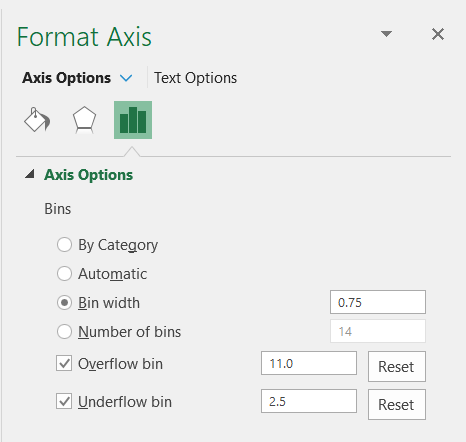 Format Axis
Axis Options Text Options
Axis Options
Bins
By Category
Automatic
Bin width 0.75
Number of bins 14
Overflow bin 11.0 Reset
Underflow bin 2.5 Reset